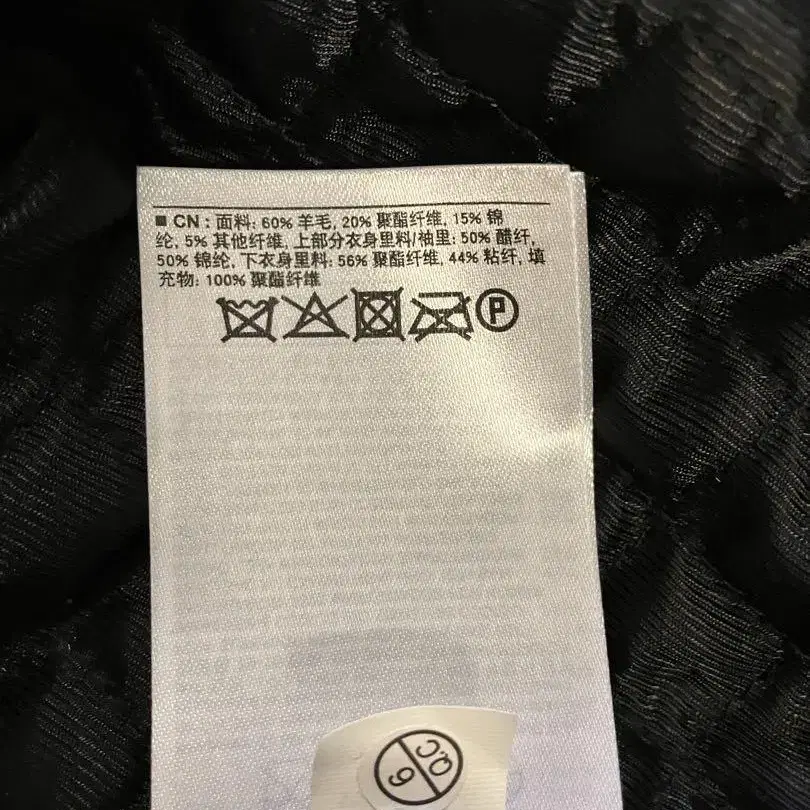 ■ CN : 面料: 60% 羊毛, 20% 聚酯纤维, 15% 锦
纶, 5% 其他纤维, 上部分衣身里料/袖里: 50% 醋纤,
50% 锦纶, 下衣身里料: 56% 聚酯纤维, 44% 粘纤, 填
充物: 100% 聚酯纤维
P
QC
6